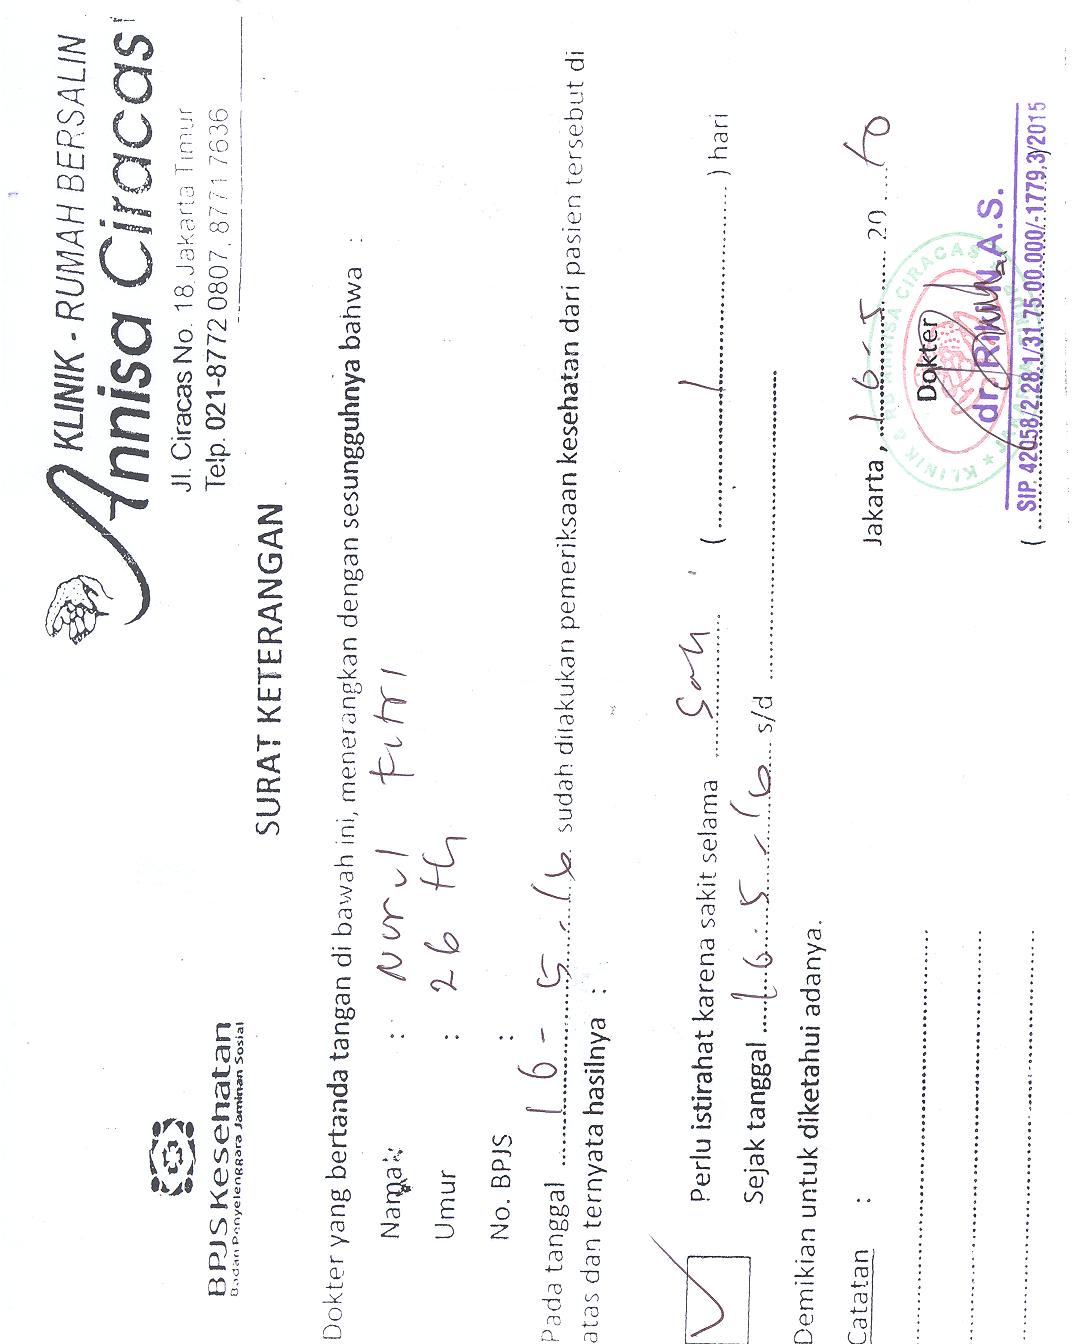 BPJS Kesehatan
Badan Penyelenggara Jaminan Sosial
KLINIK - RUMAH BERSALIN
Annisa Ciracas
Jl. Ciracas No. 18 Jakarta Timur
Telp. 021-8772 0807, 8771 7636
SURAT KETERANGAN
Dokter yang bertanda tangan di bawah ini, menerangkan dengan sesungguhnya bahwa :
Nama : Nurul Fitri
Umur : 26 th
No. BPJS :
Pada tanggal 16 - 5 - 16 sudah dilakukan pemeriksaan kesehatan dari pasien tersebut di
atas dan ternyata hasilnya :
Perlu istirahat karena sakit selama Satu ( 1 ) hari
Sejak tanggal 16 - 5 - 16 s/d
Demikian untuk diketahui adanya.
Catatan :
Jakarta, 16 - 5 20
Dokter
KLINIK & RB ANNISA CIRACAS
dr. Rikin A.S.
SIP. 42058/2.28.1/31.75.00.000/-1779,3/2015